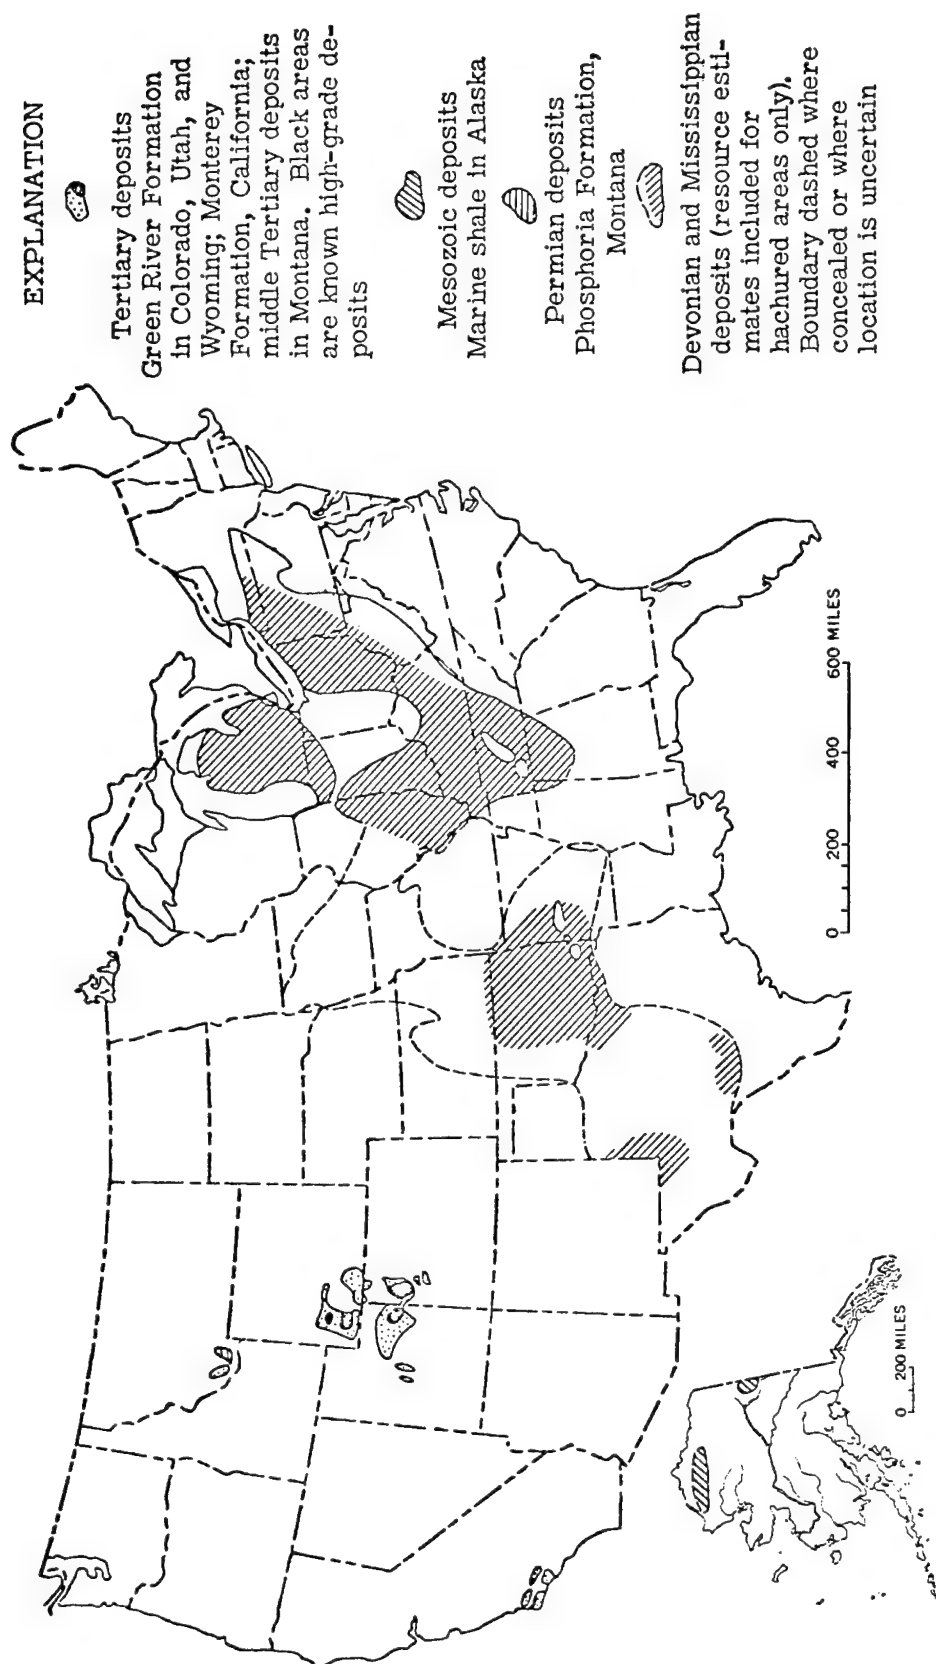 EXPLANATION
Tertiary deposits
Green River Formation
in Colorado, Utah, and
Wyoming; Monterey
Formation, California;
middle Tertiary deposits
in Montana. Black areas
are known high-grade de-
posits
Mesozoic deposits
Marine shale in Alaska
Permian deposits
Phosphoria Formation,
Montana
Devonian and Mississippian
deposits (resource esti-
mates included for
hachured areas only).
Boundary dashed where
concealed or where
location is uncertain
0 200 400 600 MILES
0 200 MILES